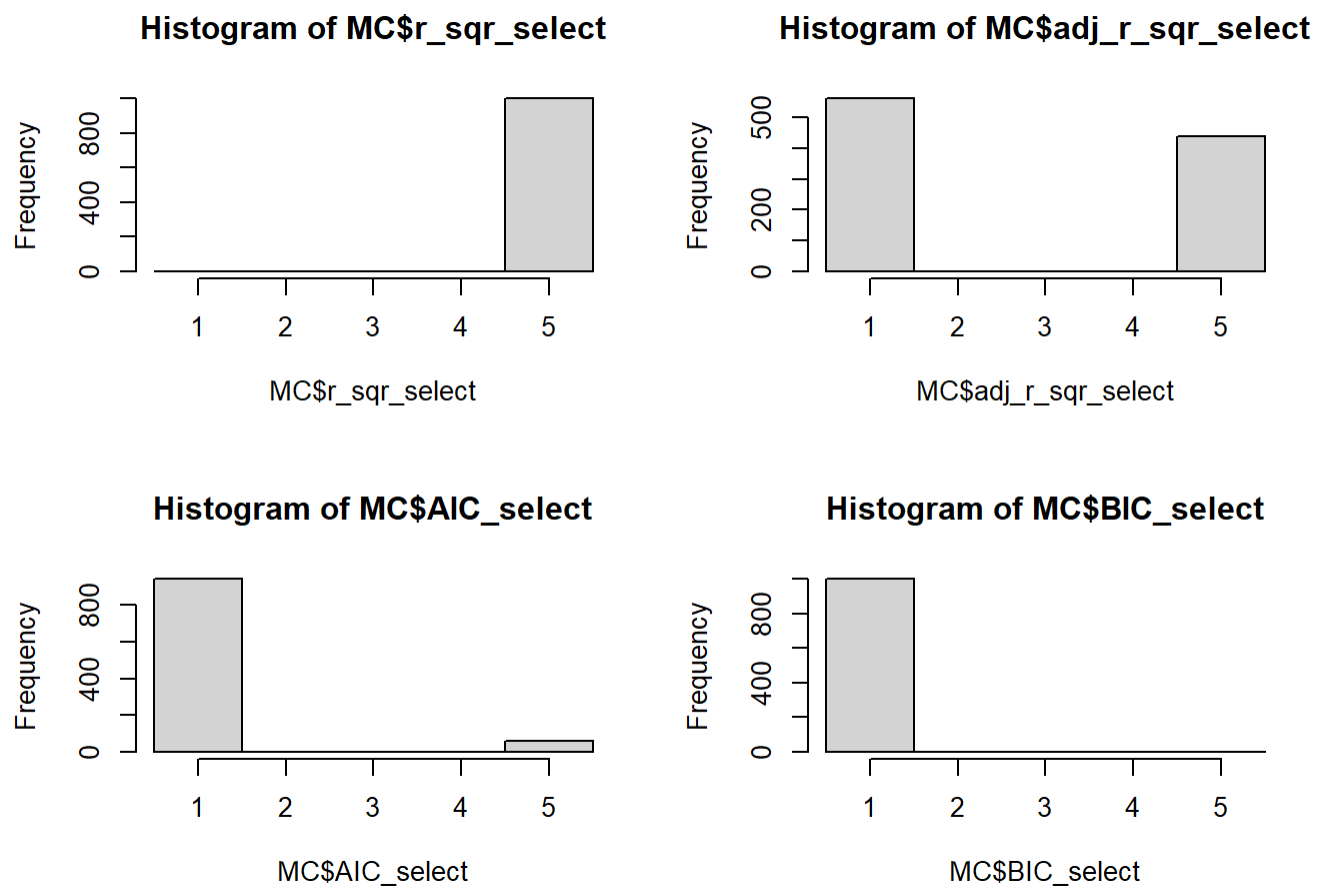 Histogram of MC$r_sqr_select
Frequency
0 400 800
1 2 3 4 5
MC$r_sqr_select
Histogram of MC$adj_r_sqr_select
Frequency
0 200 500
1 2 3 4 5
MC$adj_r_sqr_select
Histogram of MC$AIC_select
Frequency
0 400 800
1 2 3 4 5
MC$AIC_select
Histogram of MC$BIC_select
Frequency
0 400 800
1 2 3 4 5
MC$BIC_select